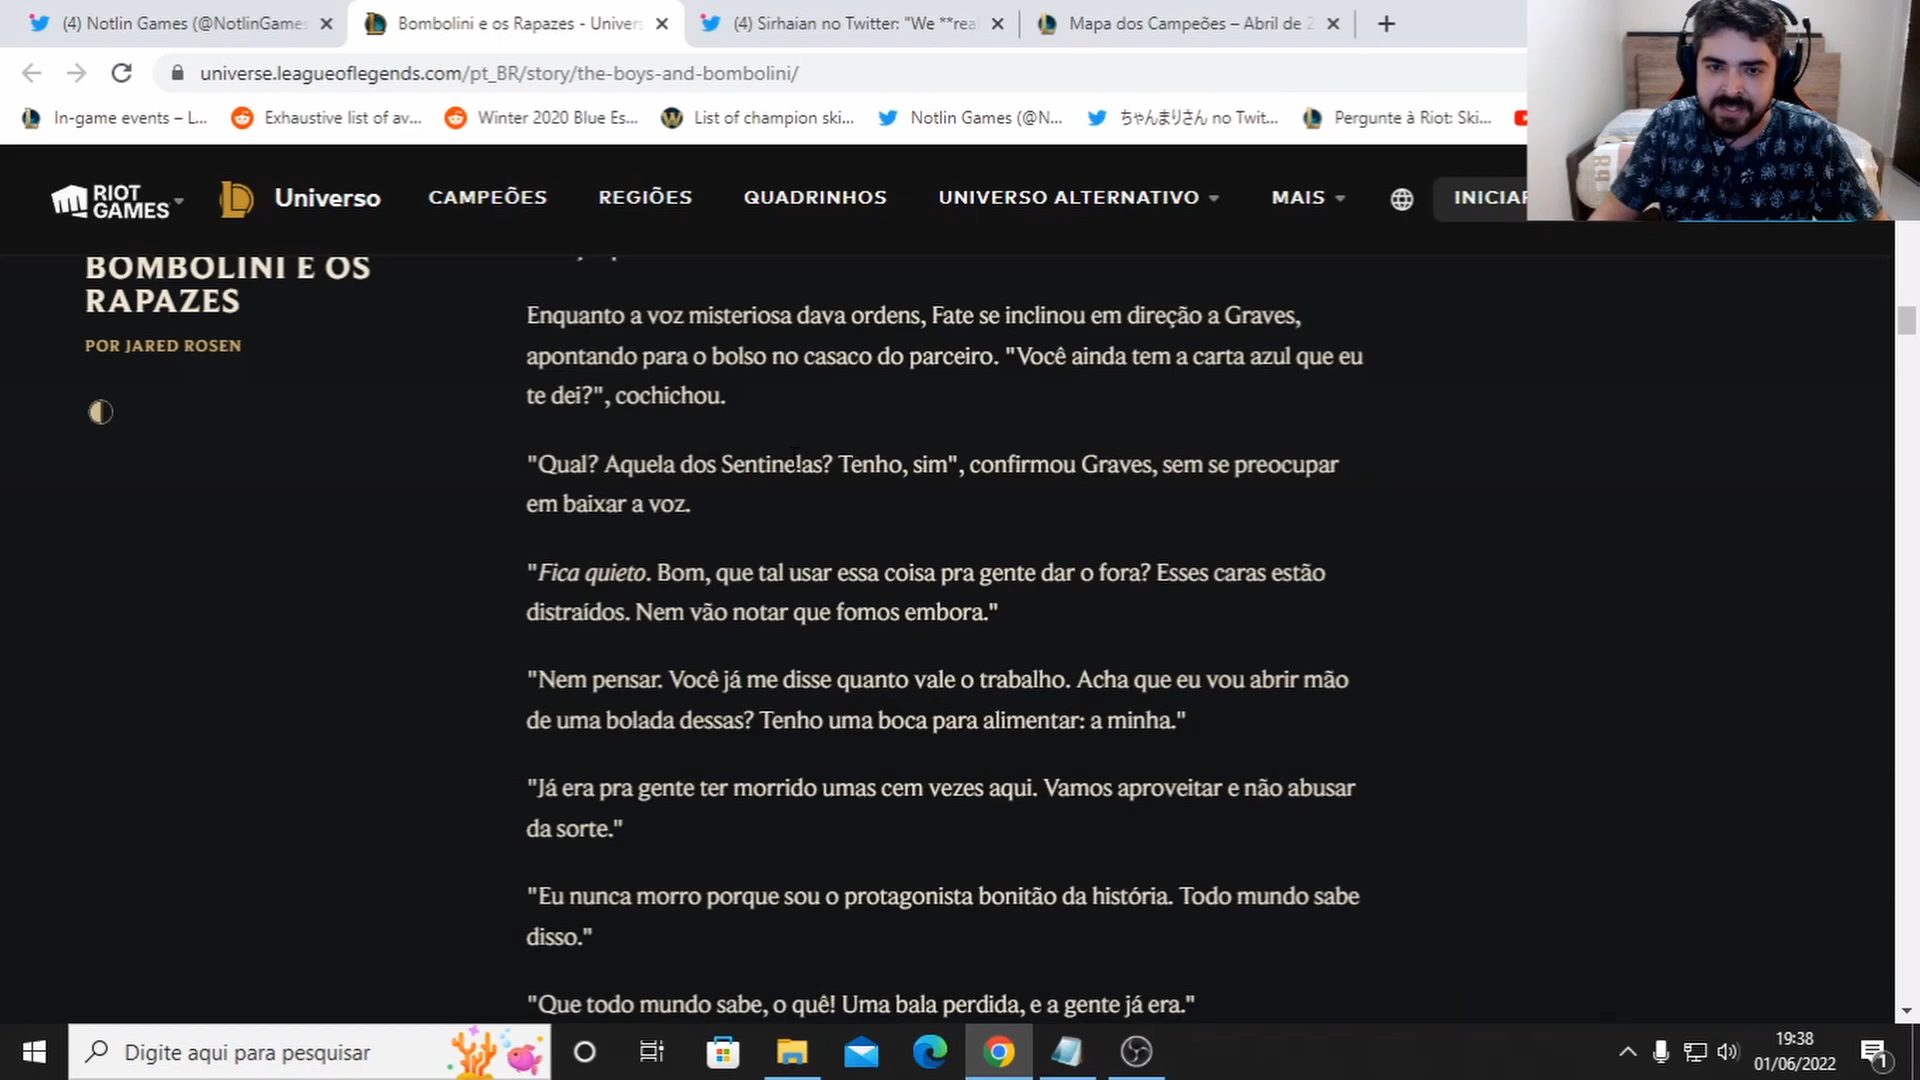 (4) Notlin Games (@NotlinGames
Bombolini e os Rapazes - Univer
(4) Sirhaian no Twitter: "We **rea
Mapa dos Campeões – Abril de 2
universe.leagueoflegends.com/pt_BR/story/the-boys-and-bombolini/
In-game events – L...
Exhaustive list of av...
Winter 2020 Blue Es...
List of champion ski...
Notlin Games (@N...
ちゃんまりさん no Twit...
Pergunte à Riot: Ski...
RIOT GAMES
Universo
CAMPEÕES
REGIÕES
QUADRINHOS
UNIVERSO ALTERNATIVO
MAIS
INICIAR
BOMBOLINI E OS
RAPAZES
POR JARED ROSEN
Enquanto a voz misteriosa dava ordens, Fate se inclinou em direção a Graves,
apontando para o bolso no casaco do parceiro. "Você ainda tem a carta azul que eu
te dei?", cochichou.
"Qual? Aquela dos Sentinelas? Tenho, sim", confirmou Graves, sem se preocupar
em baixar a voz.
"Fica quieto. Bom, que tal usar essa coisa pra gente dar o fora? Esses caras estão
distraídos. Nem vão notar que fomos embora."
"Nem pensar. Você já me disse quanto vale o trabalho. Acha que eu vou abrir mão
de uma bolada dessas? Tenho uma boca para alimentar: a minha."
"Já era pra gente ter morrido umas cem vezes aqui. Vamos aproveitar e não abusar
da sorte."
"Eu nunca morro porque sou o protagonista bonitão da história. Todo mundo sabe
disso."
"Que todo mundo sabe, o quê! Uma bala perdida, e a gente já era."
Digite aqui para pesquisar
19:38
01/06/2022
1